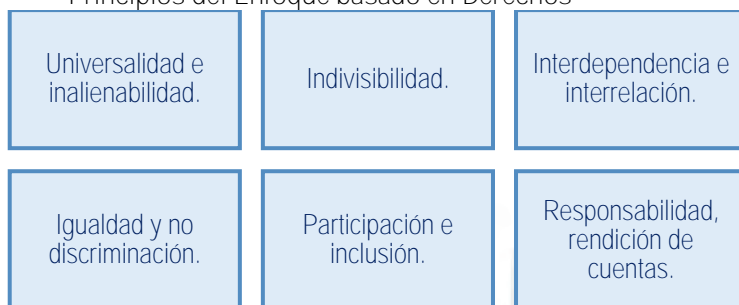 Principios del Enfoque basado en Derechos
Universalidad e
inalienabilidad.
Indivisibilidad.
Interdependencia e
interrelación.
Igualdad y no
discriminación.
Participación e
inclusión.
Responsabilidad,
rendición de
cuentas.